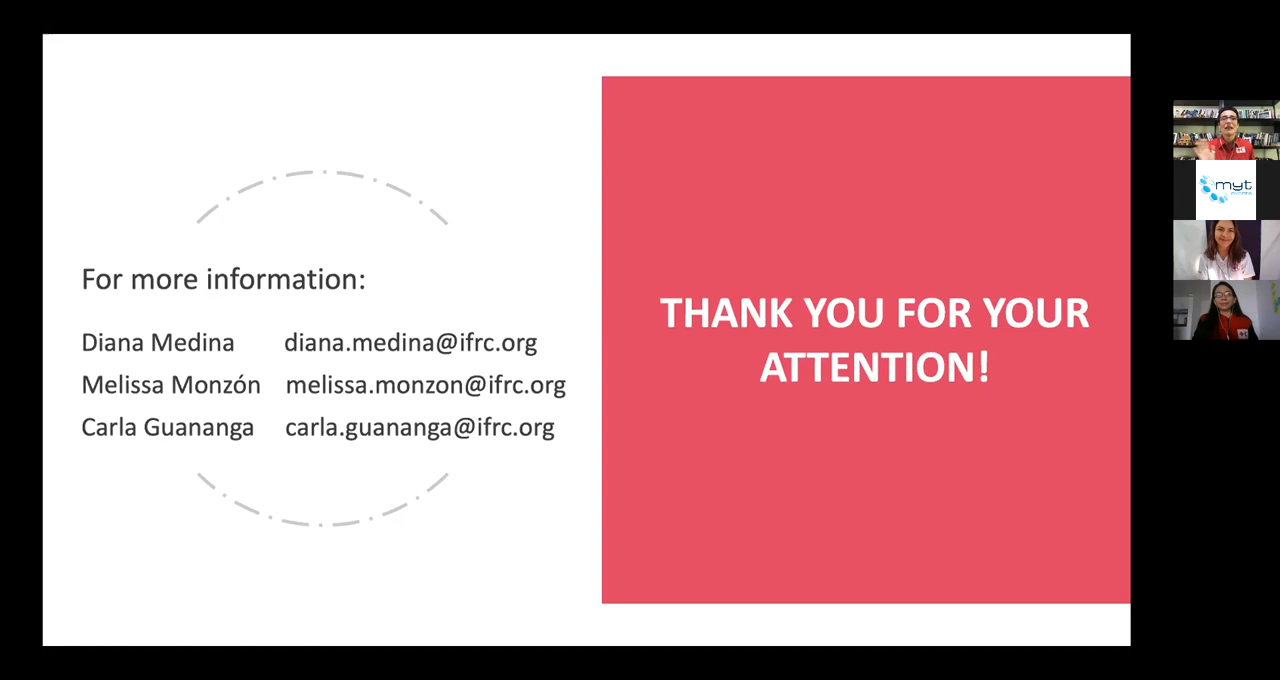 For more information:
Diana Medina diana.medina@ifrc.org
Melissa Monzón melissa.monzon@ifrc.org
Carla Guananga carla.guananga@ifrc.org
THANK YOU FOR YOUR
ATTENTION!
myt